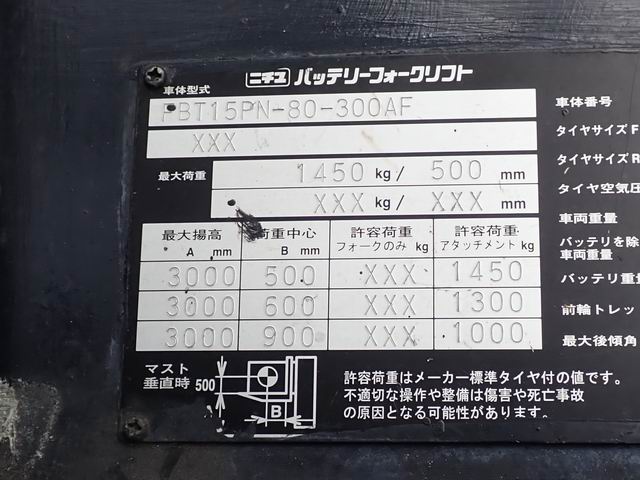 ニチユ バッテリーフォークリフト
車体型式
FBT15PN-80-300AF
XXX
最大荷重 1450 kg/ 500 mm
XXX kg/ XXX mm
最大揚高 A mm 荷重中心 B mm 許容荷重 フォークのみ kg 許容荷重 アタッチメント kg
3000 500 XXX 1450
3000 600 XXX 1300
3000 900 XXX 1000
マスト
垂直時 500
B
許容荷重はメーカー標準タイヤ付の値です。
不適切な操作や整備は傷害や死亡事故
の原因となる可能性があります。
車体番号
タイヤサイズ F
タイヤサイズ R
タイヤ空気圧
車両重量
バッテリを除
車両重量
バッテリ重量
前輪トレッ
最大後傾角